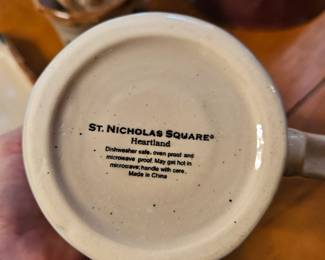 ST. NICHOLAS SQUARE®
Heartland
Dishwasher safe, oven proof and
microwave proof. May get hot in
microwave; handle with care.
Made in China